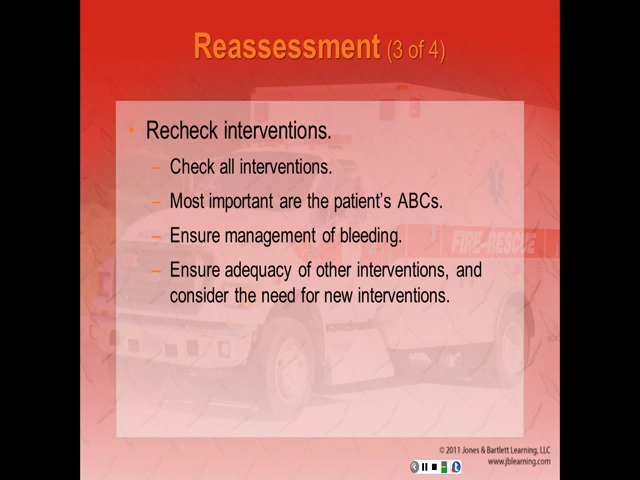 Reassessment (3 of 4)
• Recheck interventions.
– Check all interventions.
– Most important are the patient's ABCs.
– Ensure management of bleeding.
– Ensure adequacy of other interventions, and
consider the need for new interventions.
FIRE-RESCUE
© 2011 Jones & Bartlett Learning, LLC
www.jblearning.com